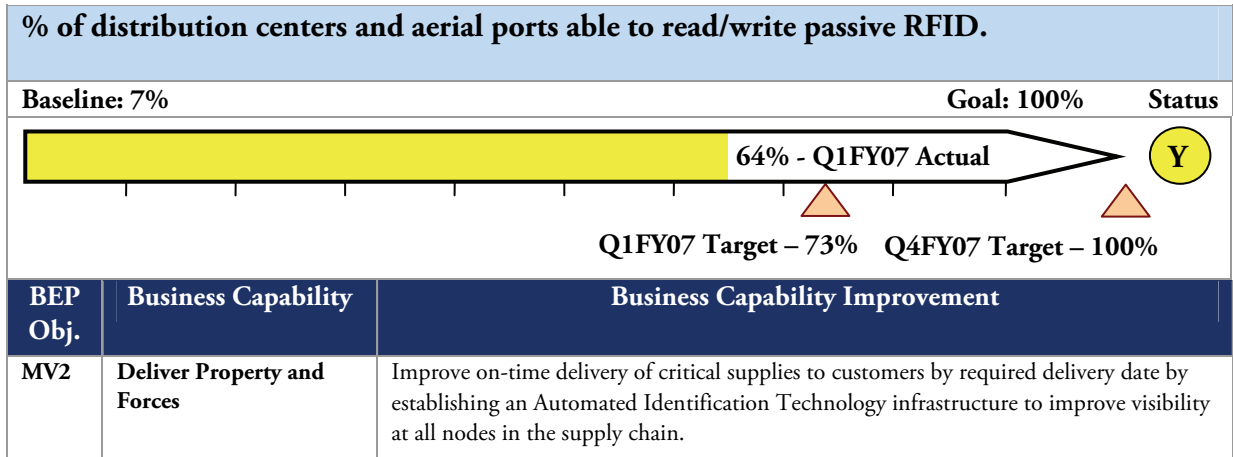 % of distribution centers and aerial ports able to read/write passive RFID.
Baseline: 7% Goal: 100% Status
64% - Q1FY07 Actual Y
Q1FY07 Target – 73% Q4FY07 Target – 100%
BEP Business Capability Business Capability Improvement
Obj.
MV2 Deliver Property and Improve on-time delivery of critical supplies to customers by required delivery date by
Forces establishing an Automated Identification Technology infrastructure to improve visibility
at all nodes in the supply chain.